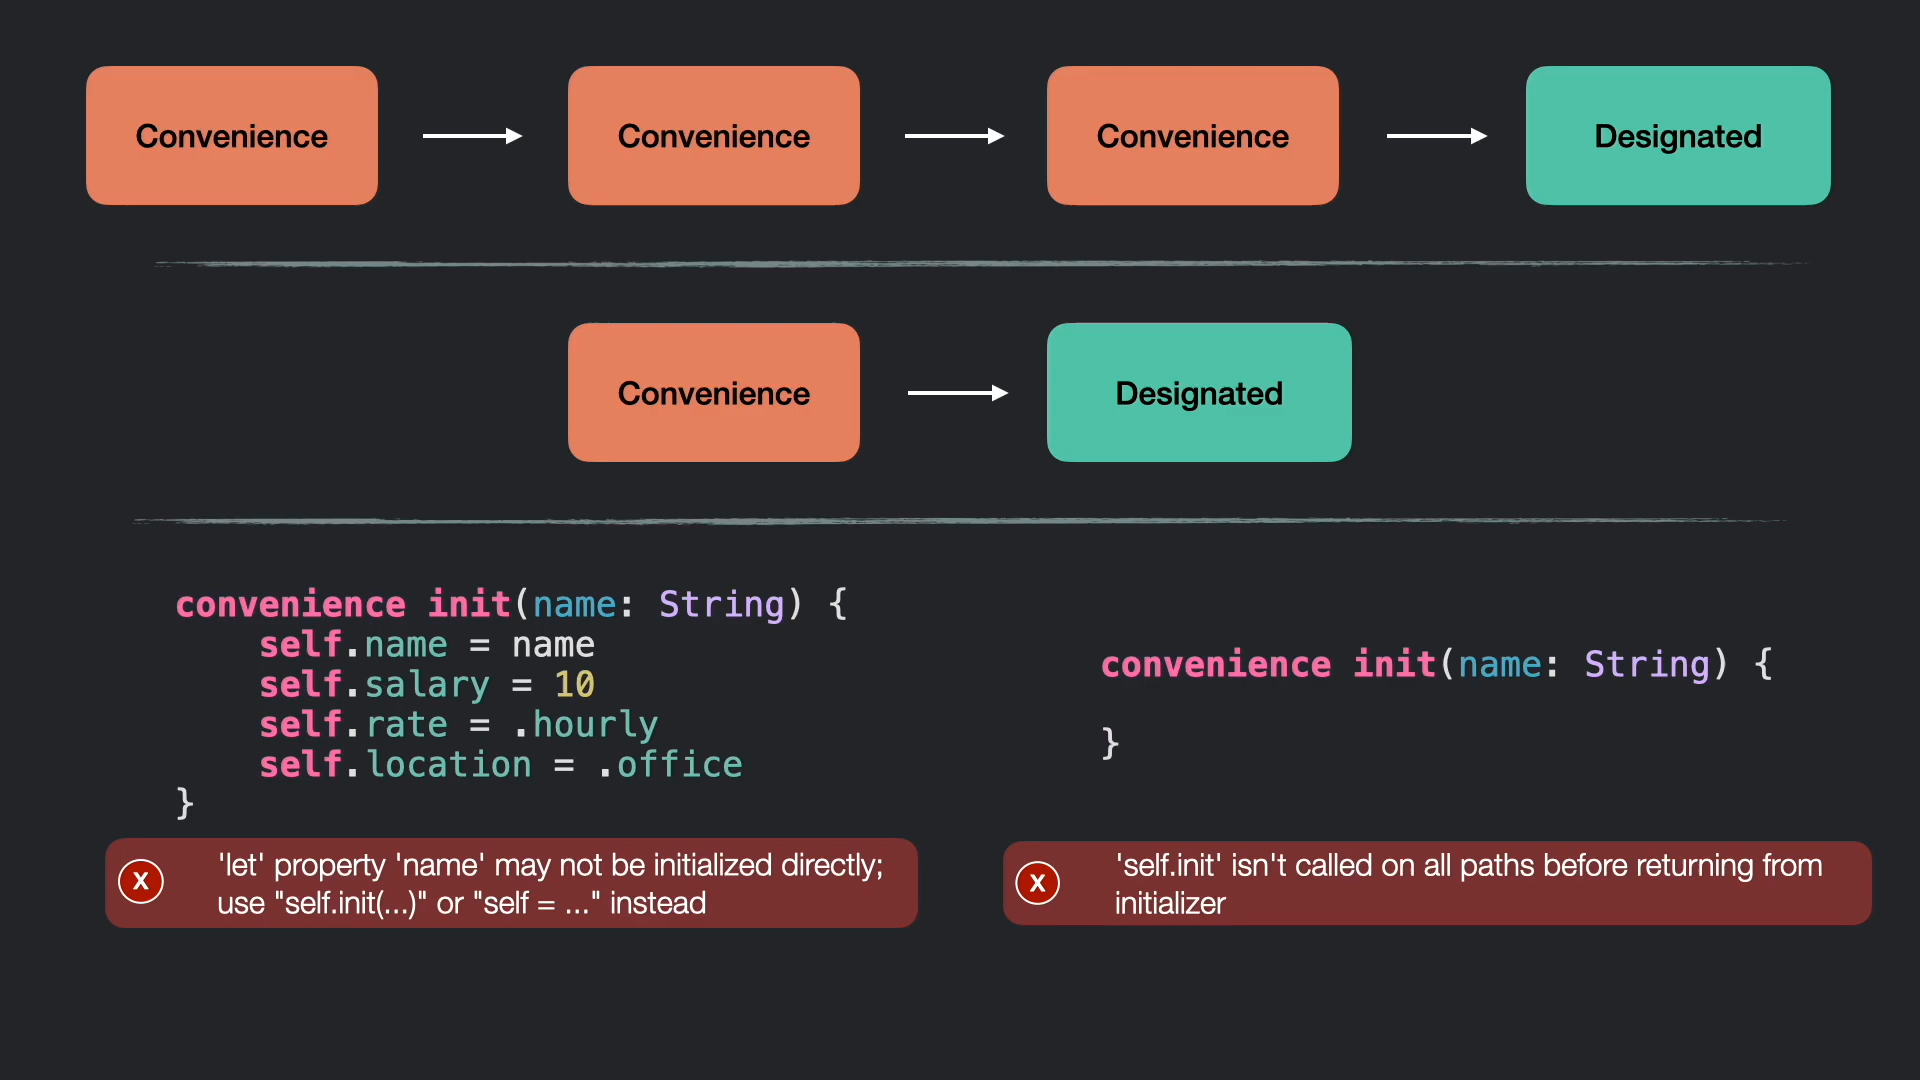 Convenience
Convenience
Convenience
Designated
Convenience
Designated
convenience init(name: String) {
self.name = name
self.salary = 10
self.rate = .hourly
self.location = .office
}
X
'let' property 'name' may not be initialized directly;
use "self.init(...)" or "self = ..." instead
convenience init(name: String) {
}
X
'self.init' isn't called on all paths before returning from
initializer